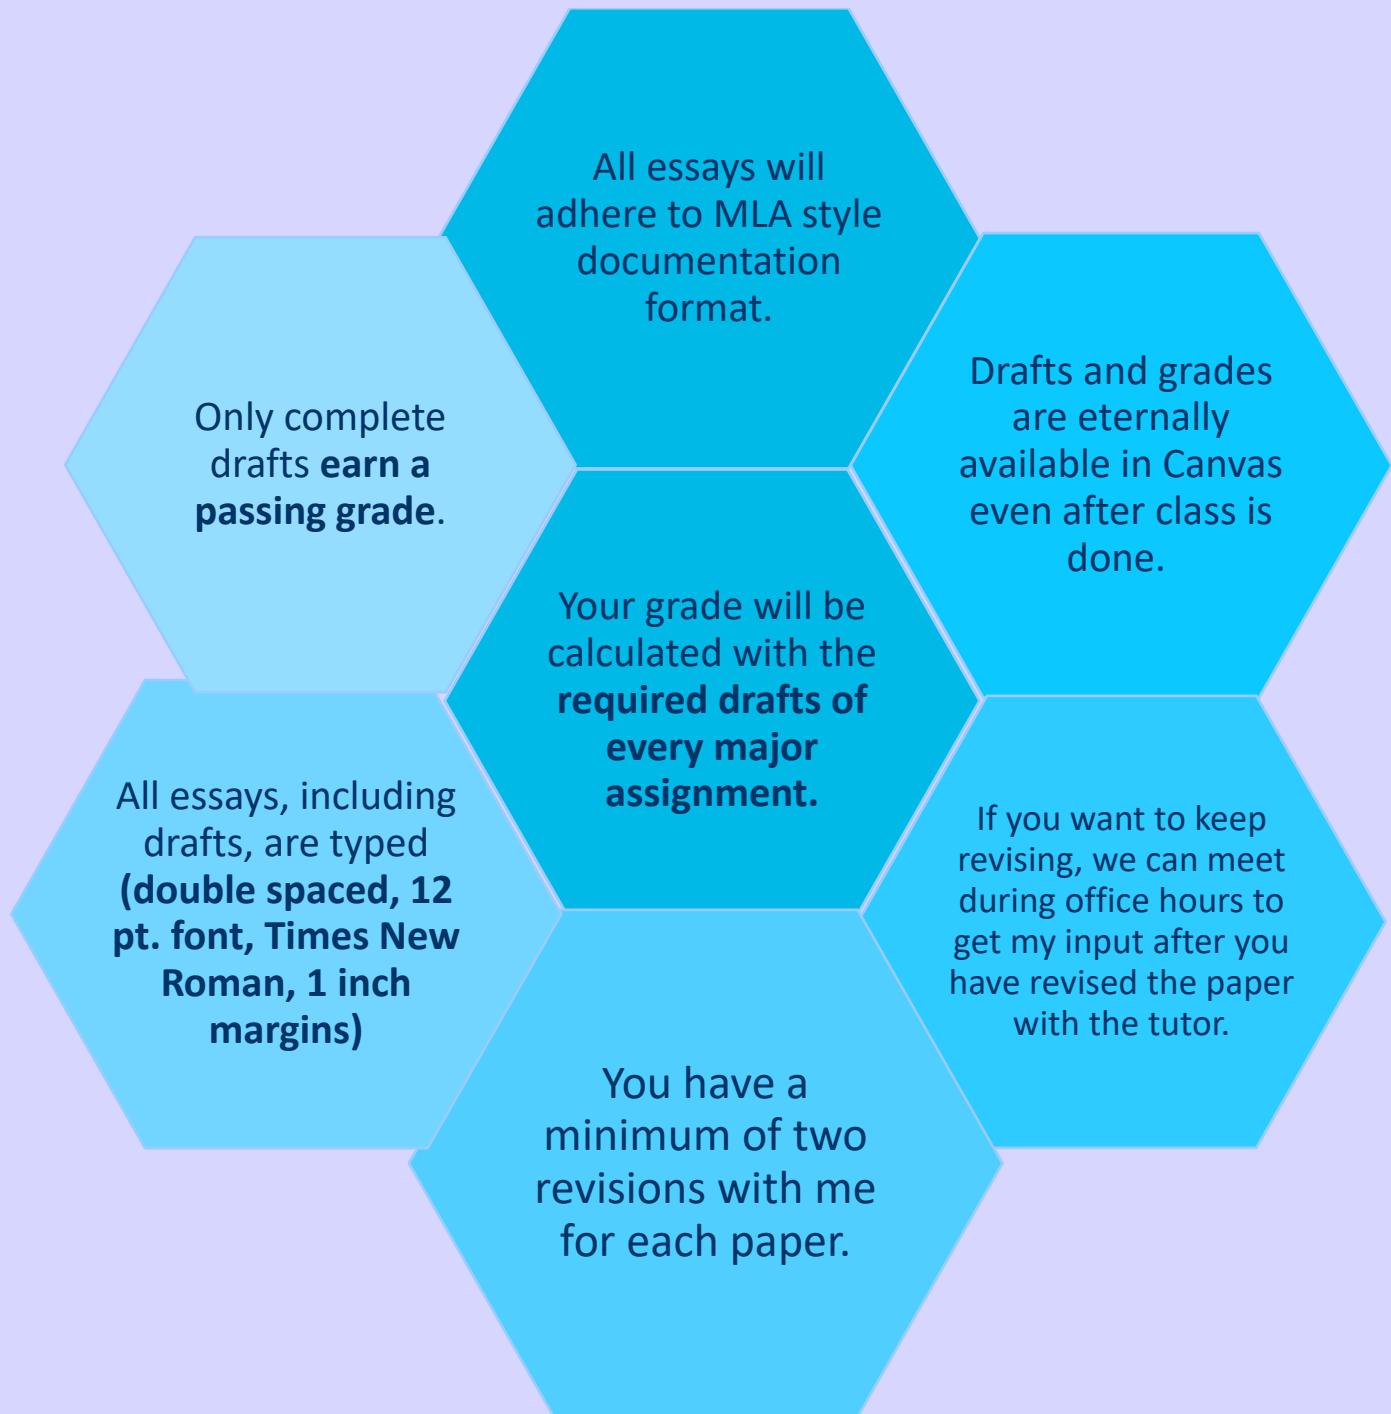 All essays will
adhere to MLA style
documentation
format.
Drafts and grades
are eternally
available in Canvas
even after class is
done.
If you want to keep
revising, we can meet
during office hours to
get my input after you
have revised the paper
with the tutor.
You have a
minimum of two
revisions with me
for each paper.
All essays, including
drafts, are typed
(double spaced, 12
pt. font, Times New
Roman, 1 inch
margins)
Only complete
drafts earn a
passing grade.
Your grade will be
calculated with the
required drafts of
every major
assignment.